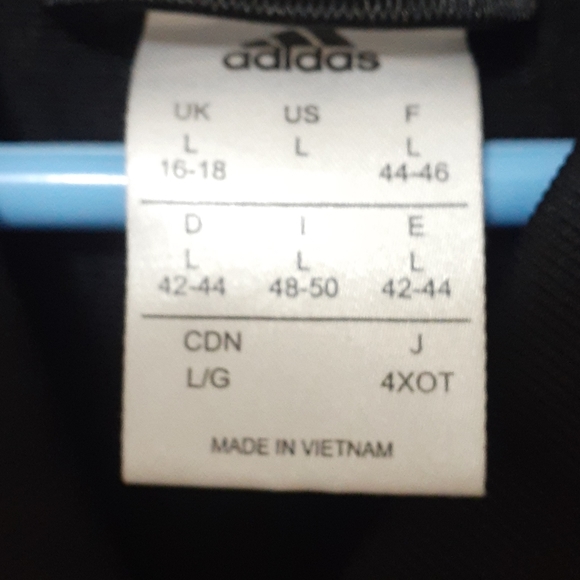 adidas
UK US F
L L L
16-18 44-46
D I E
L L L
42-44 48-50 42-44
CDN J
L/G 4XOT
MADE IN VIETNAM